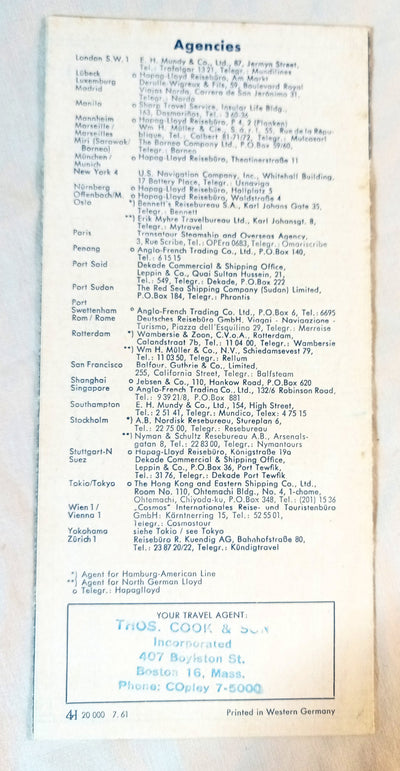 Agencies
London S.W. 1 E. H. Mundy & Co., Ltd., 87, Jermyn Street,
Tel.: Trafalgar 13 21, Telegr.: Mundilines
Lübeck o Hapag-Lloyd Reisebüro, Am Markt
Luxemburg Derulle-Wigreux & Fils, 59, Boulevard Royal
Madrid Viajes Norda, Carrera de San Jerónimo 31,
Telegr.: Norda
Manila o Sharp Travel Service, Insular Life Bldg.,
163, Dasmariñas, Tel.: 3 60 36
Mannheim o Hapag-Lloyd Reisebüro, P 4, 2 (Planken)
Marseille / Wm. H. Müller & Cie., S.à r.l., 55, Rue de la Répu-
Marseilles blique, Tel.: Colbert 81-71/72, Telegr.: Mulcovart
Miri (Sarawak/ The Borneo Company Ltd., P.O.Box 59/60,
Borneo) Telegr.: Borneo
München / o Hapag-Lloyd Reisebüro, Theatinerstraße 11
Munich
New York 4 U.S. Navigation Company, Inc., Whitehall Building,
17 Battery Place, Telegr.: Usnaviga
Nürnberg o Hapag-Lloyd Reisebüro, Hallplatz 5
Offenbach/M. o Hapag-Lloyd Reisebüro, Waldstraße 4
Oslo *) Bennett's Reisebureau S.A., Karl Johans Gate 35,
Telegr.: Bennett
**) Erik Myhre Travelbureau Ltd., Karl Johansgt. 8,
Telegr.: Mytravel
Paris Transatour Steamship and Overseas Agency,
3, Rue Scribe, Tel.: OPEra 0683, Telegr.: Omariscribe
Penang o Anglo-French Trading Co., Ltd., P.O.Box 140,
Tel.: 6 15 15
Port Said Dekade Commercial & Shipping Office,
Leppin & Co., Quai Sultan Hussein, 21,
Tel.: 549, Telegr.: Dekade, P.O.Box 222
Port Sudan The Red Sea Shipping Company (Sudan) Limited,
P.O.Box 184, Telegr.: Phrontis
Port
Swettenham o Anglo-French Trading Co., Ltd., P.O.Box 6, Tel.: 6695
Rom / Rome Deutsches Reisebüro GmbH, Viaggi - Navigazione -
Turismo, Piazza dell'Esquilino 29, Telegr.: Merreise
Rotterdam *) Wambersie & Zoon, C.V.o.A., Rotterdam,
Calandstraat 7b, Tel.: 11 04 00, Telegr.: Wambersie
**) Wm H. Müller & Co., N.V., Schiedamsevest 79,
Tel.: 11 03 50, Telegr.: Rellum
San Francisco Balfour, Guthrie & Co., Limited,
255, California Street, Telegr.: Balfsteam
Shanghai o Jebsen & Co., 110, Hankow Road, P.O.Box 620
Singapore o Anglo-French Trading Co., Ltd., 132/6 Robinson Road,
Tel.: 9 39 21/8, P.O.Box 881
Southampton E. H. Mundy & Co., Ltd., 154, High Street,
Tel.: 2 51 41, Telegr.: Mundico, Telex: 4 75 15
Stockholm *) A.B. Nordisk Resebureau, Stureplan 6,
Tel.: 22 75 00, Telegr.: Resebureau
**) Nyman & Schultz Resebureau A.B., Arsenals-
gatan 8, Tel.: 22 83 00, Telegr.: Nymantours
Stuttgart-N o Hapag-Lloyd Reisebüro, Königstraße 19a
Suez Dekade Commercial & Shipping Office,
Leppin & Co., P.O.Box 36, Port Tewfik,
Tel.: 31 76, Telegr.: Dekade Port Tewfik
Tokio/Tokyo o The Hong Kong and Eastern Shipping Co., Ltd.,
Room No. 110, Ohtemachi Bldg., No. 4, 1-chome,
Ohtemachi, Chiyoda-ku, P.O.Box 348, Tel.: (201) 15 36
Wien 1 / „Cosmos" Internationales Reise- und Touristenbüro
Vienna 1 GmbH: Kärntnerring 15, Tel.: 52 55 01,
Telegr.: Cosmostour
Yokohama siehe Tokio / see Tokyo
Zürich 1 Reisebüro R. Kuendig AG, Bahnhofstraße 80,
Tel.: 23 87 20/22, Telegr.: Kündigtravel
*) Agent for Hamburg-American Line
**) Agent for North German Lloyd
o Telegr.: Hapaglloyd
YOUR TRAVEL AGENT:
THOS. COOK & SON
Incorporated
407 Boylston St.
Boston 16, Mass.
Phone: COpley 7-5000
20 000 7. 61 Printed in Western Germany